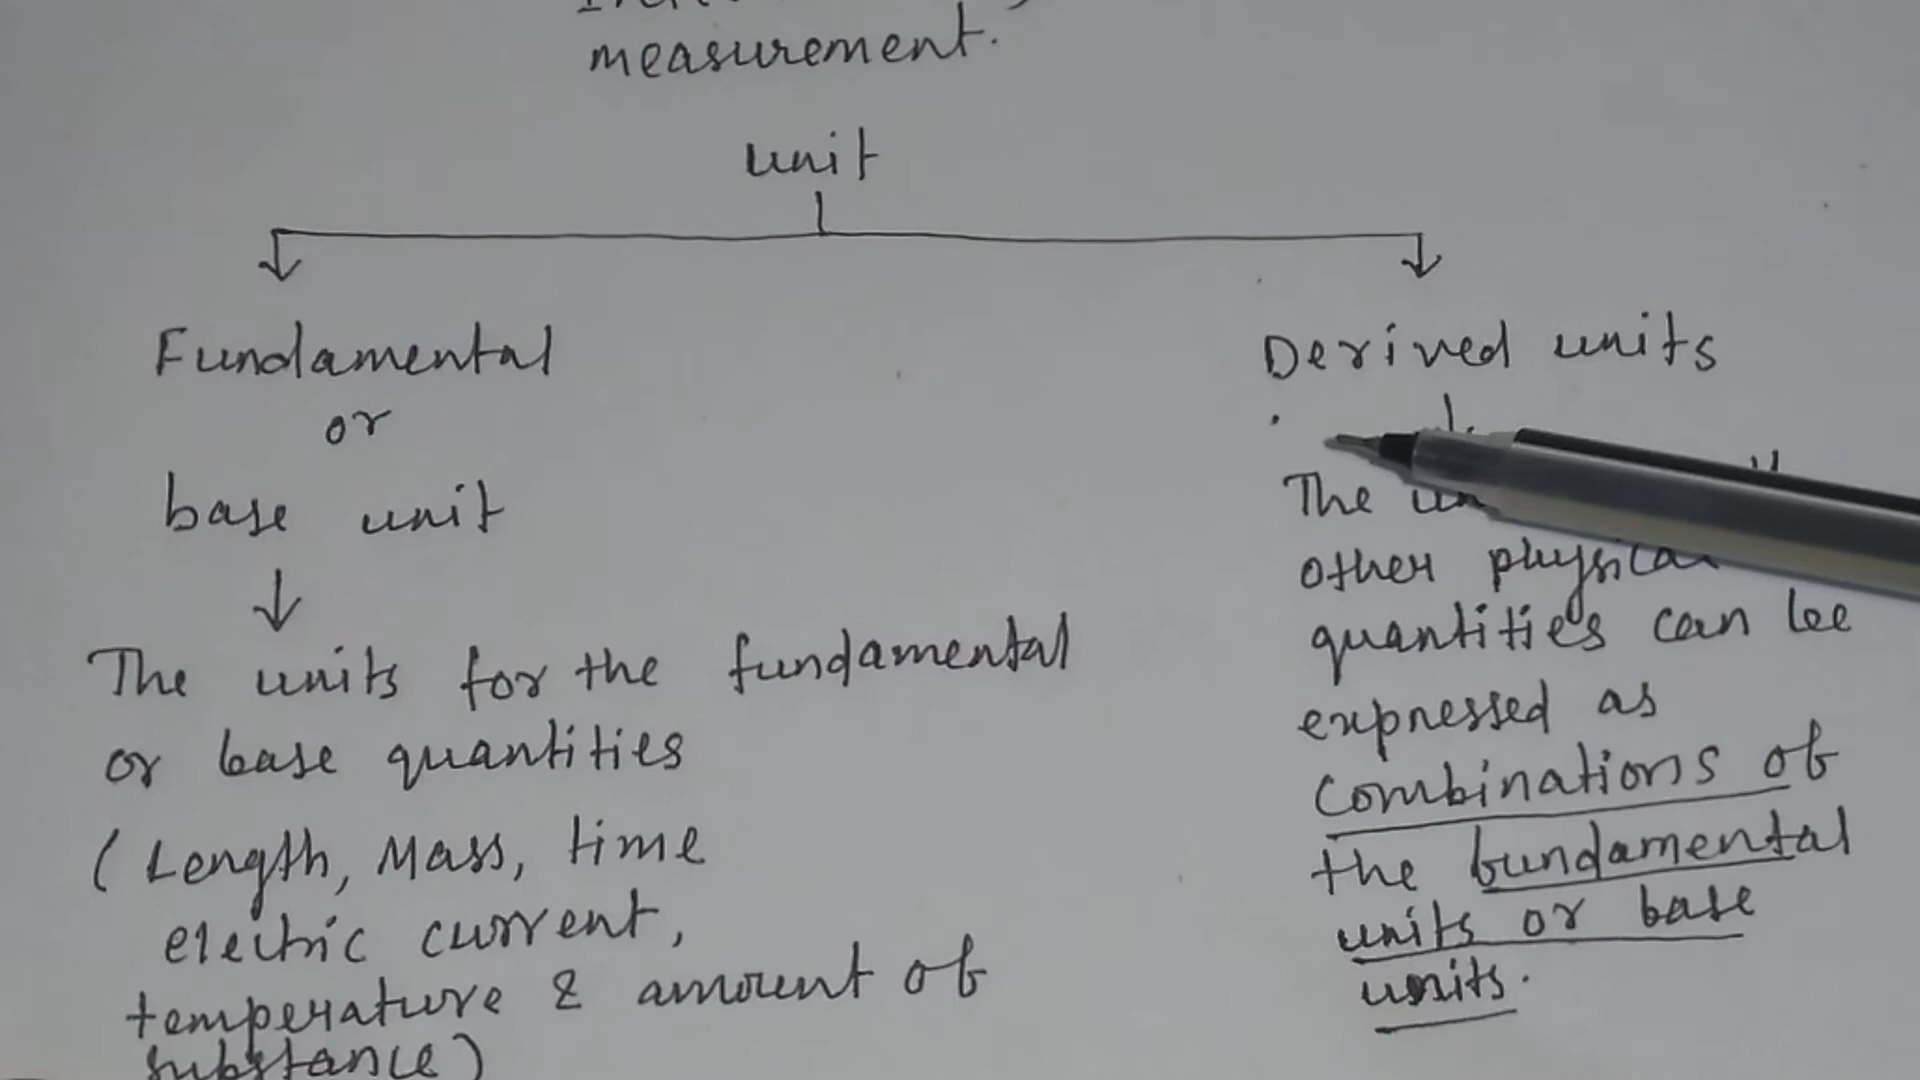 measurement.
unit
Fundamental
or
base unit
The units for the fundamental
or base quantities
(Length, Mass, time
electric current,
temperature & amount of
substance)
Derived units
The
other physical
quantities can be
expressed as
combinations of
the fundamental
units or base
units.